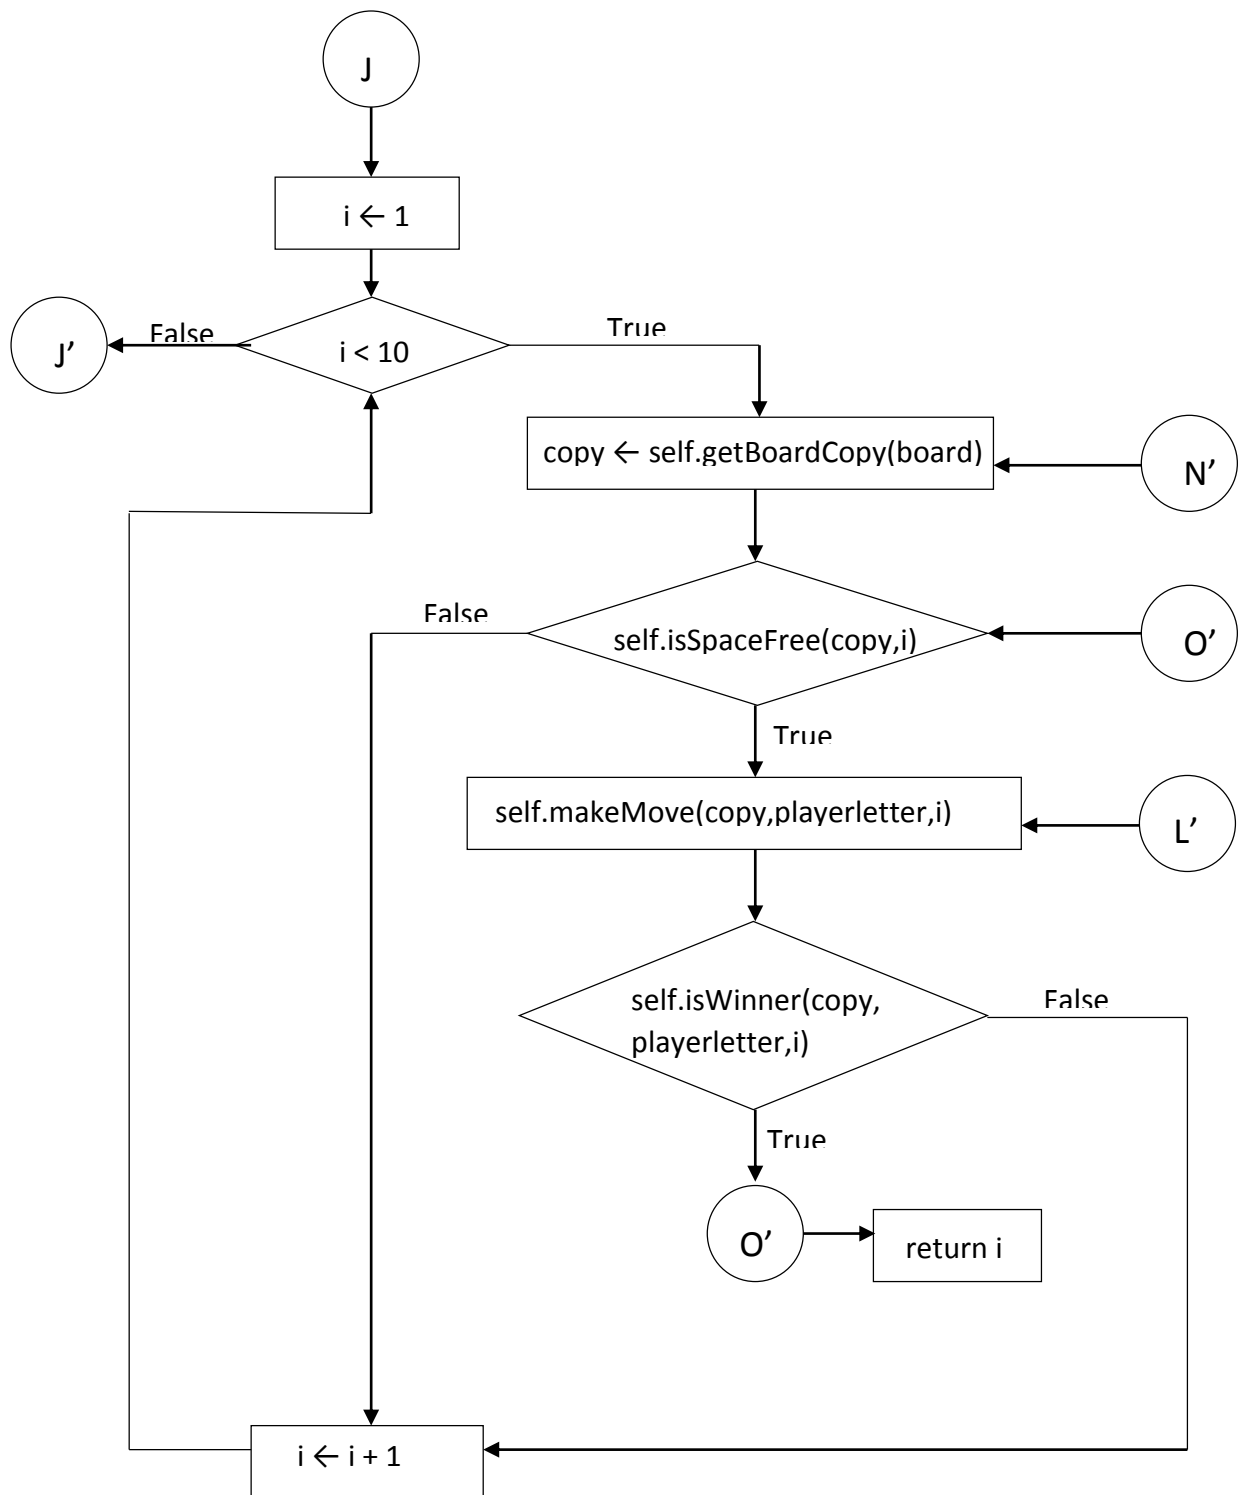 J
i ← 1
False
True
J’
i < 10
copy ← self.getBoardCopy(board)
N’
False
self.isSpaceFree(copy,i)
O’
True
self.makeMove(copy,playerletter,i)
L’
self.isWinner(copy,
playerletter,i)
False
True
O’
return i
i ← i + 1